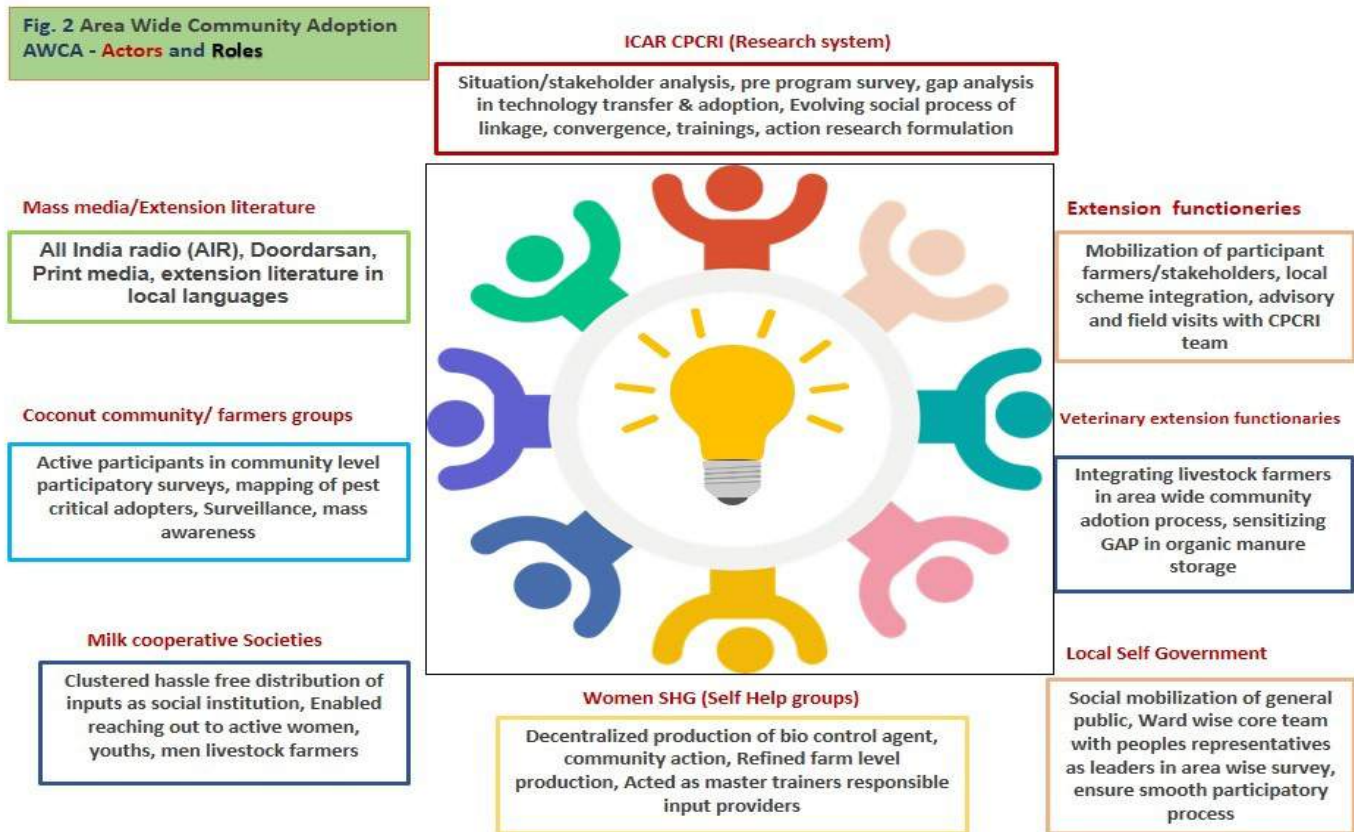 Fig. 2 Area Wide Community Adoption
AWCA - Actors and Roles
ICAR CPCRI (Research system)
Situation/stakeholder analysis, pre program survey, gap analysis
in technology transfer & adoption, Evolving social process of
linkage, convergence, trainings, action research formulation
Mass media/Extension literature
All India radio (AIR), Doordarsan,
Print media, extension literature in
local languages
Extension functioneries
Mobilization of participant
farmers/stakeholders, local
scheme integration, advisory
and field visits with CPCRI
team
Coconut community/ farmers groups
Active participants in community level
participatory surveys, mapping of pest
critical adopters, Surveillance, mass
awareness
Veterinary extension functionaries
Integrating livestock farmers
in area wide community
adotion process, sensitizing
GAP in organic manure
storage
Milk cooperative Societies
Clustered hassle free distribution of
inputs as social institution, Enabled
reaching out to active women,
youths, men livestock farmers
Women SHG (Self Help groups)
Decentralized production of bio control agent,
community action, Refined farm level
production, Acted as master trainers responsible
input providers
Local Self Government
Social mobilization of general
public, Ward wise core team
with peoples representatives
as leaders in area wise survey,
ensure smooth participatory
process